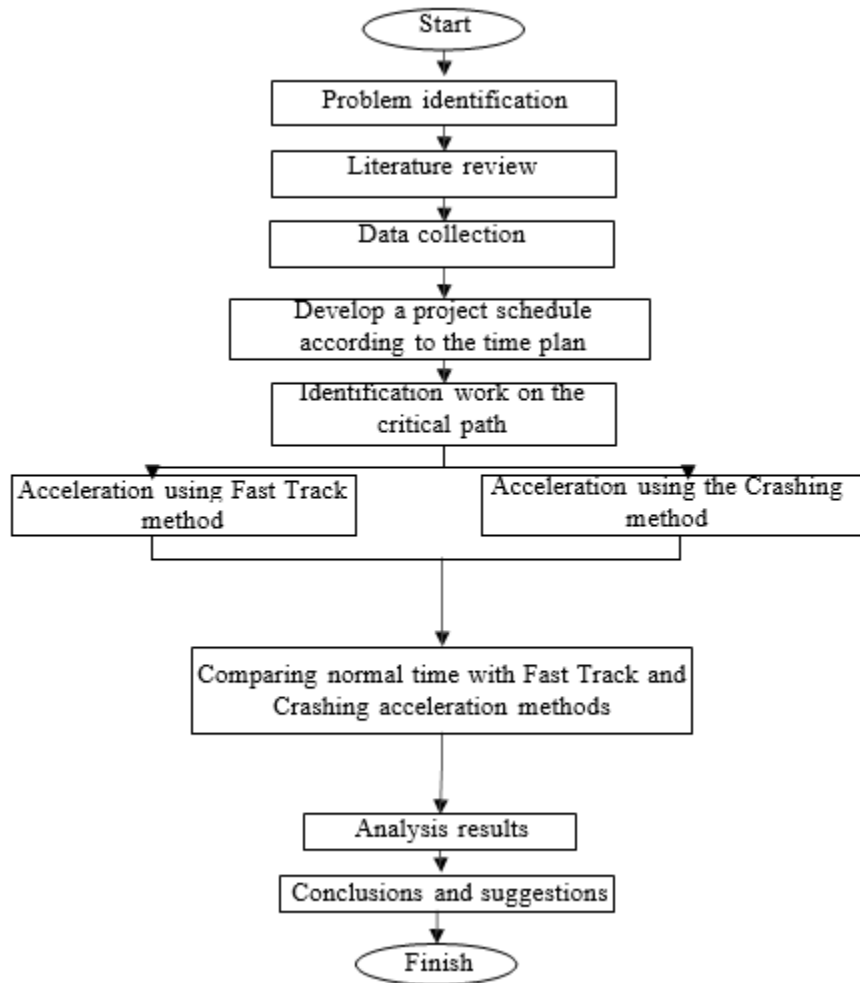 Start
Problem identification
Literature review
Data collection
Develop a project schedule
according to the time plan
Identification work on the
critical path
Acceleration using Fast Track
method
Acceleration using the Crashing
method
Comparing normal time with Fast Track and
Crashing acceleration methods
Analysis results
Conclusions and suggestions
Finish